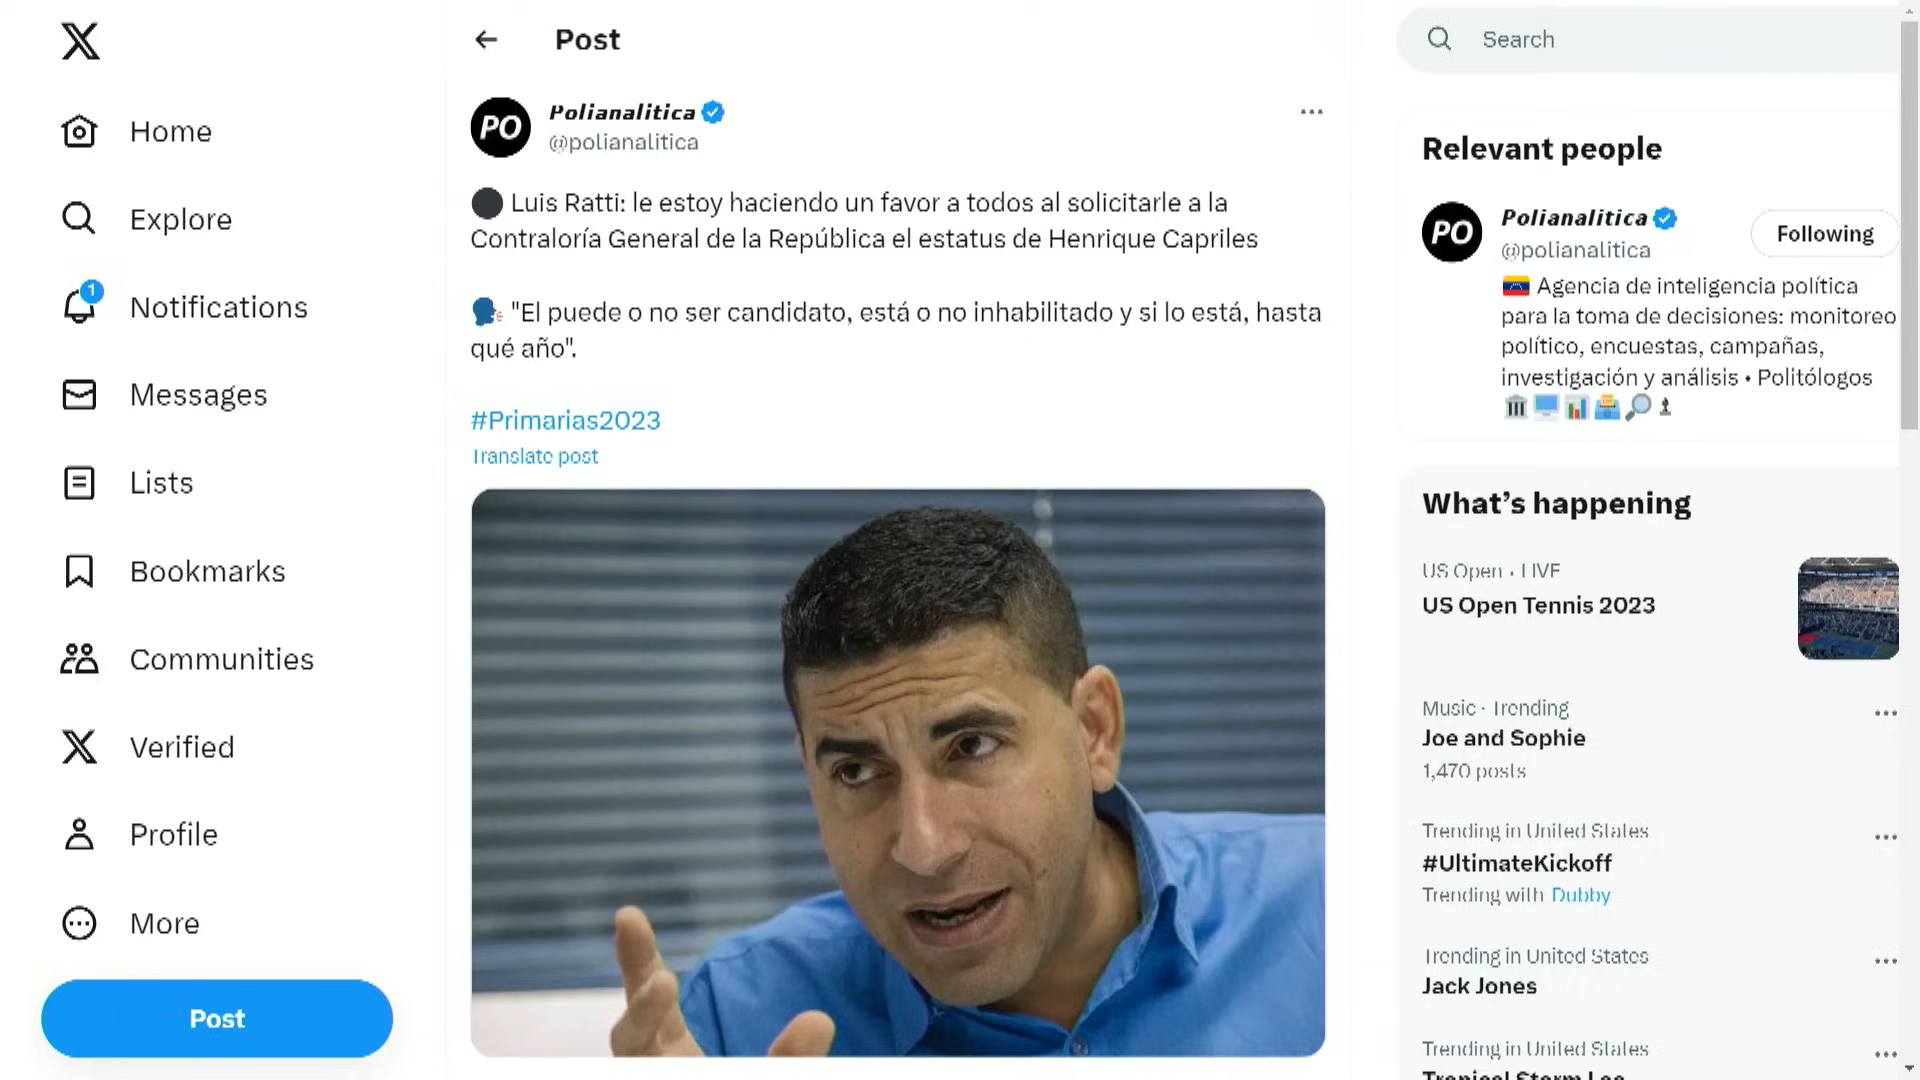 Home
Explore
1
Notifications
Messages
Lists
Bookmarks
Communities
Verified
Profile
More
Post
Post
PO
Polianalitica
@polianalitica
Luis Ratti: le estoy haciendo un favor a todos al solicitarle a la
Contraloría General de la República el estatus de Henrique Capriles
"El puede o no ser candidato, está o no inhabilitado y si lo está, hasta
qué año".
#Primarias2023
Translate post
Search
Relevant people
PO
Polianalitica
@polianalitica
Following
Agencia de inteligencia política
para la toma de decisiones: monitoreo
político, encuestas, campañas,
investigación y análisis • Politólogos
What's happening
US Open · LIVE
US Open Tennis 2023
Music · Trending
Joe and Sophie
1,470 posts
Trending in United States
#UltimateKickoff
Trending with Dubby
Trending in United States
Jack Jones
Trending in United States
Tropical Storm Lee